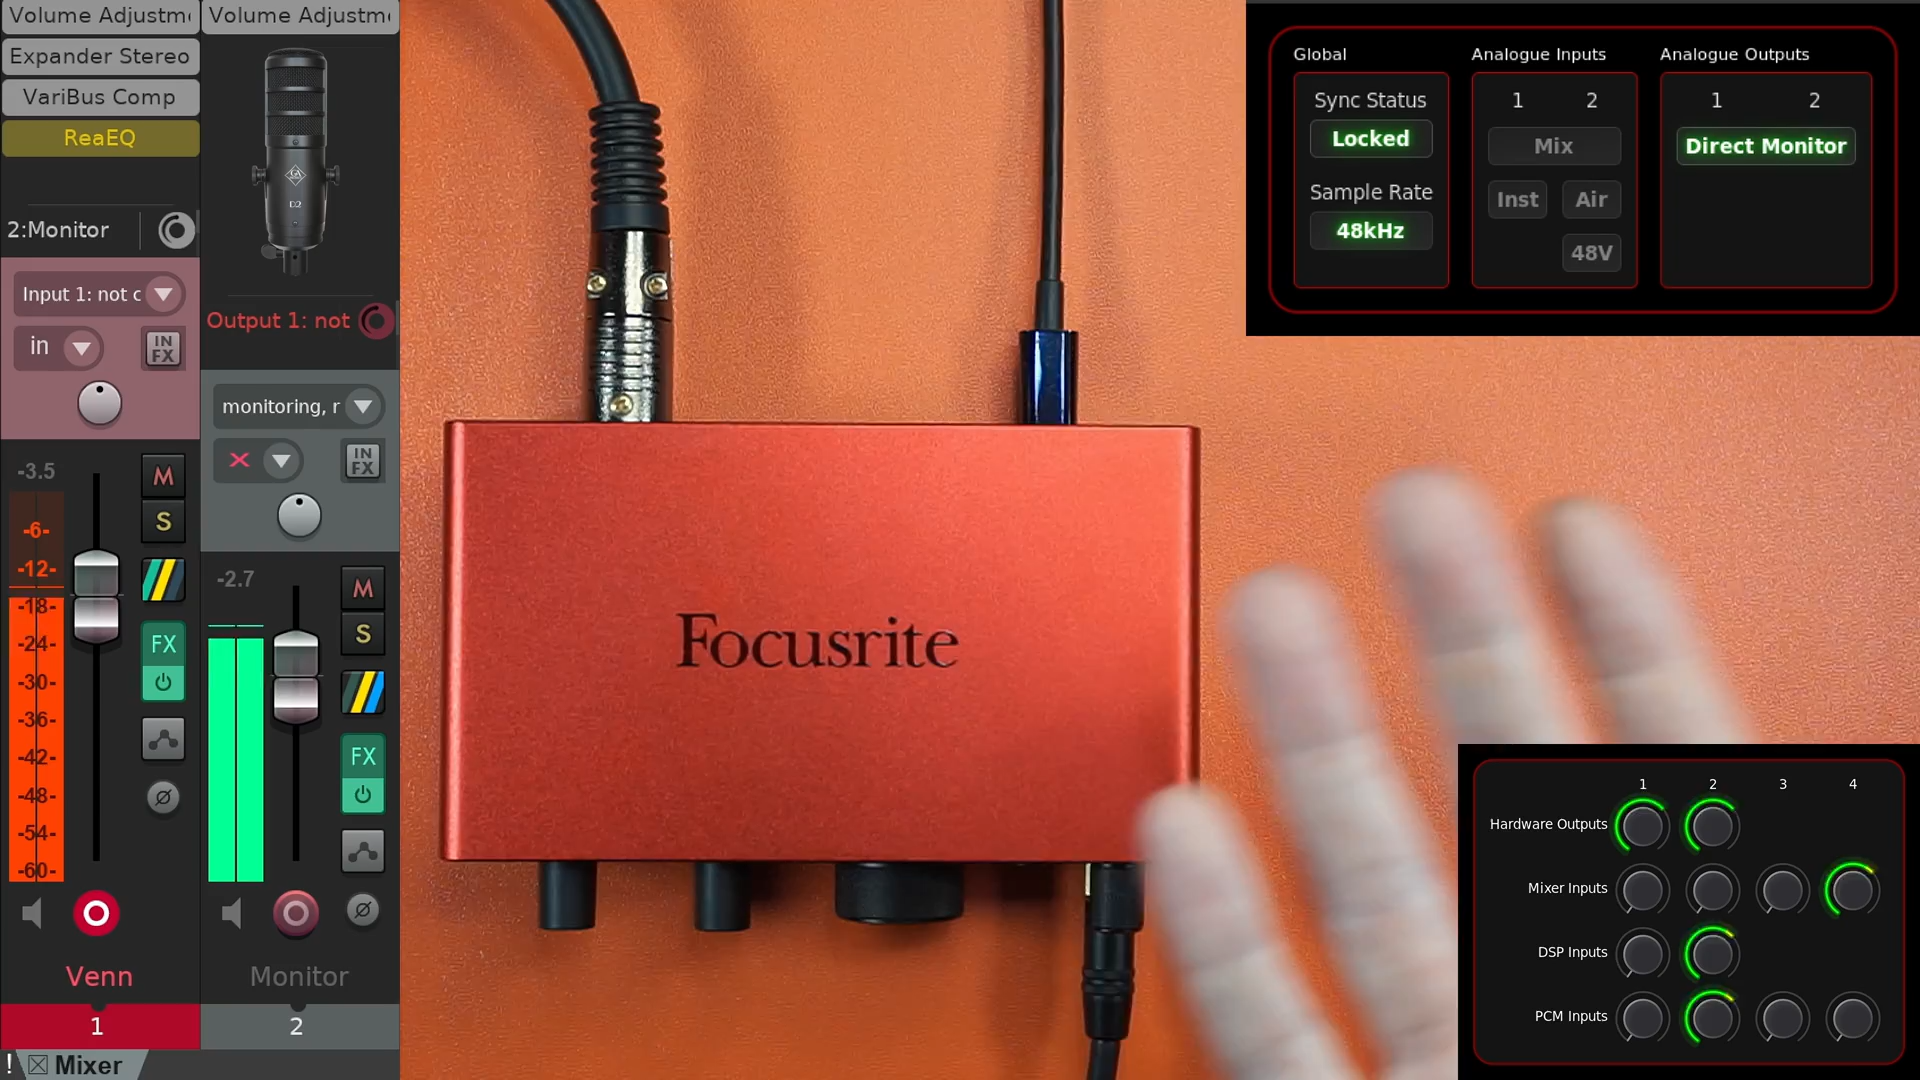 Volume Adjustm
Expander Stereo
VariBus Comp
ReaEQ
2:Monitor
Input 1: not c
in
IN
FX
-3.5
-6-
-12-
-18-
-24-
-30-
-36-
-42-
-48-
-54-
-60-
M
S
FX
Venn
1
! Mixer
Volume Adjustm
D2
Output 1: not
monitoring, r
IN
FX
-2.7
M
S
FX
Monitor
2
Focusrite
Global
Sync Status
Locked
Sample Rate
48kHz
Analogue Inputs
1 2
Mix
Inst Air
48V
Analogue Outputs
1 2
Direct Monitor
1 2 3 4
Hardware Outputs
Mixer Inputs
DSP Inputs
PCM Inputs